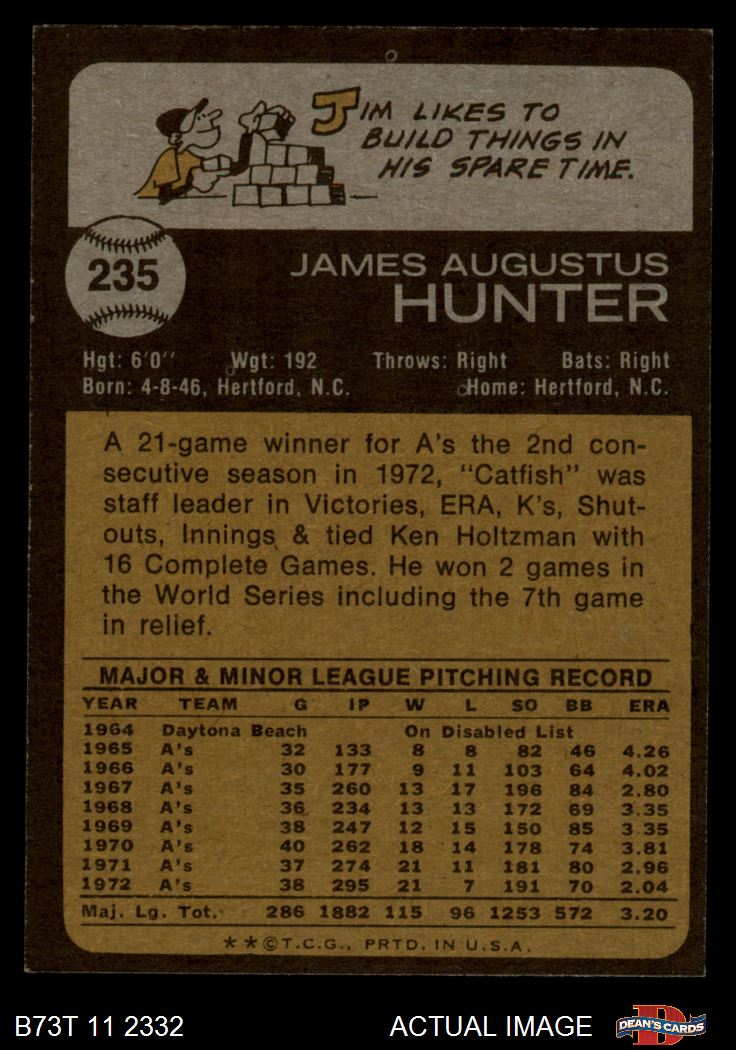 JIM LIKES TO
BUILD THINGS IN
HIS SPARE TIME.
235
JAMES AUGUSTUS
HUNTER
Hgt: 6'0" Wgt: 192 Throws: Right Bats: Right
Born: 4-8-46, Hertford, N.C. Home: Hertford, N.C.
A 21-game winner for A's the 2nd con-
secutive season in 1972, "Catfish" was
staff leader in Victories, ERA, K's, Shut-
outs, Innings & tied Ken Holtzman with
16 Complete Games. He won 2 games in
the World Series including the 7th game
in relief.
MAJOR & MINOR LEAGUE PITCHING RECORD
YEAR TEAM G IP W L SO BB ERA
1964 Daytona Beach On Disabled List
1965 A's 32 133 8 8 82 46 4.26
1966 A's 30 177 9 11 103 64 4.02
1967 A's 35 260 13 17 196 84 2.80
1968 A's 36 234 13 13 172 69 3.35
1969 A's 38 247 12 15 150 85 3.35
1970 A's 40 262 18 14 178 74 3.81
1971 A's 37 274 21 11 181 80 2.96
1972 A's 38 295 21 7 191 70 2.04
Maj. Lg. Tot. 286 1882 115 96 1253 572 3.20
* * © T.C.G., PRTD. IN U.S.A.
B73T 11 2332 ACTUAL IMAGE D DEAN'S CARDS